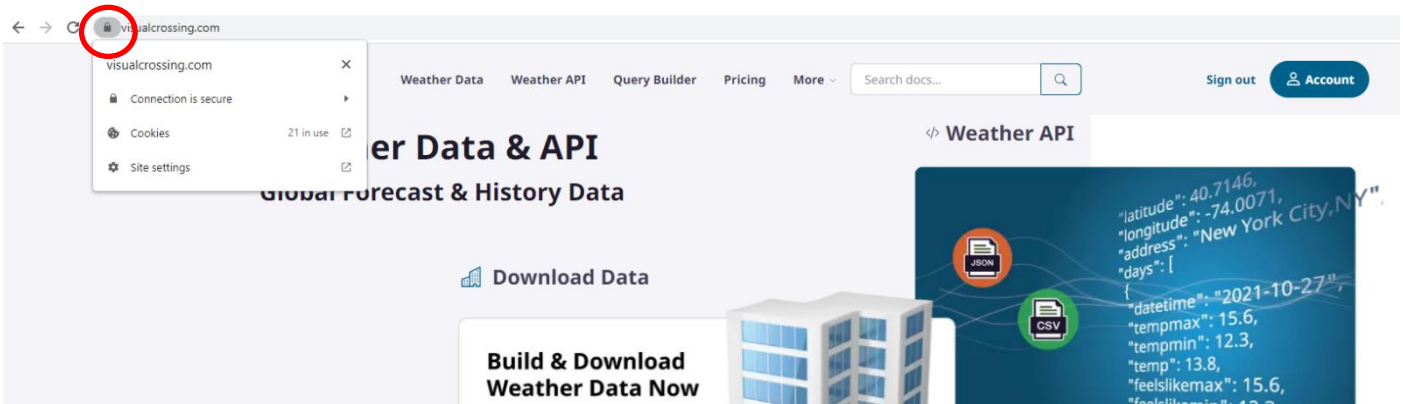 visualcrossing.com
visualcrossing.com
Connection is secure
Cookies 21 in use
Site settings
Weather Data Weather API Query Builder Pricing More Search docs... Sign out Account
er Data & API
Global Forecast & History Data
Download Data
Build & Download
Weather Data Now
Weather API
JSON
CSV
"latitude": 40.7146,
"longitude": -74.0071,
"address": "New York City,NY",
"days": [
{
"datetime": "2021-10-27",
"tempmax": 15.6,
"tempmin": 12.3,
"temp": 13.8,
"feelslikemax": 15.6,